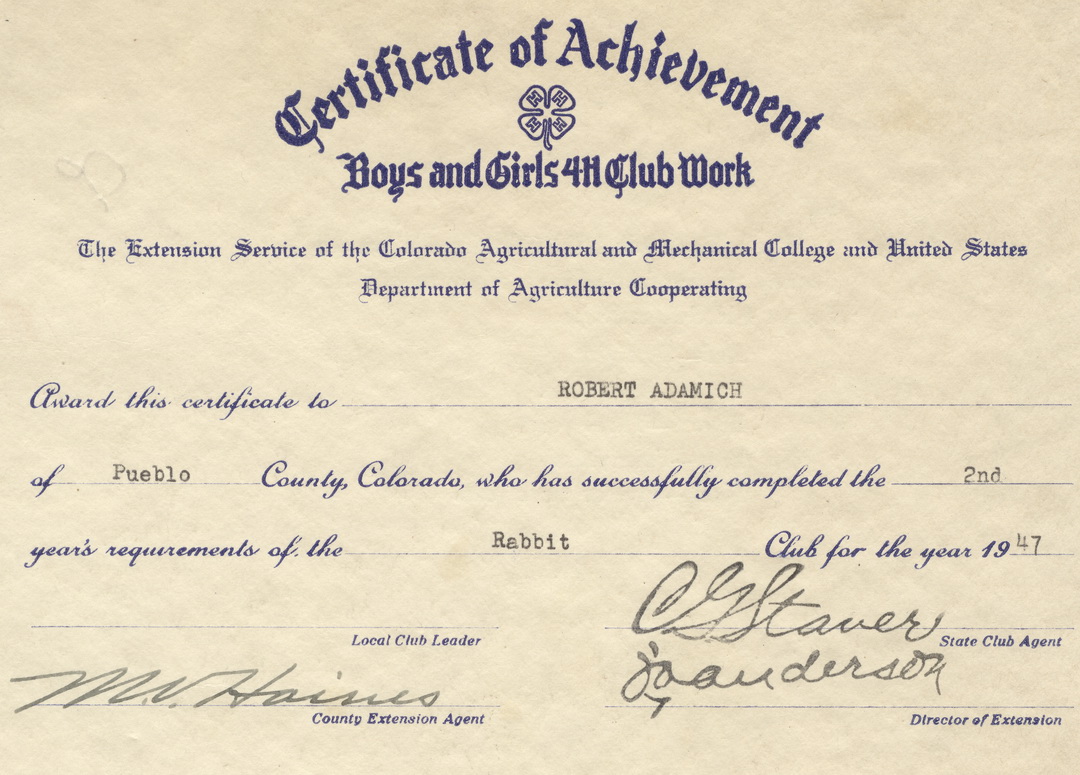 Certificate of Achievement
H H H H
Boys and Girls 4-H Club Work
The Extension Service of the Colorado Agricultural and Mechanical College and United States
Department of Agriculture Cooperating
Award this certificate to ROBERT ADAMICH
of Pueblo County, Colorado, who has successfully completed the 2nd
year's requirements of the Rabbit Club for the year 1947
C G Staver
Local Club Leader State Club Agent
M.V. Haines Anderson
County Extension Agent Director of Extension